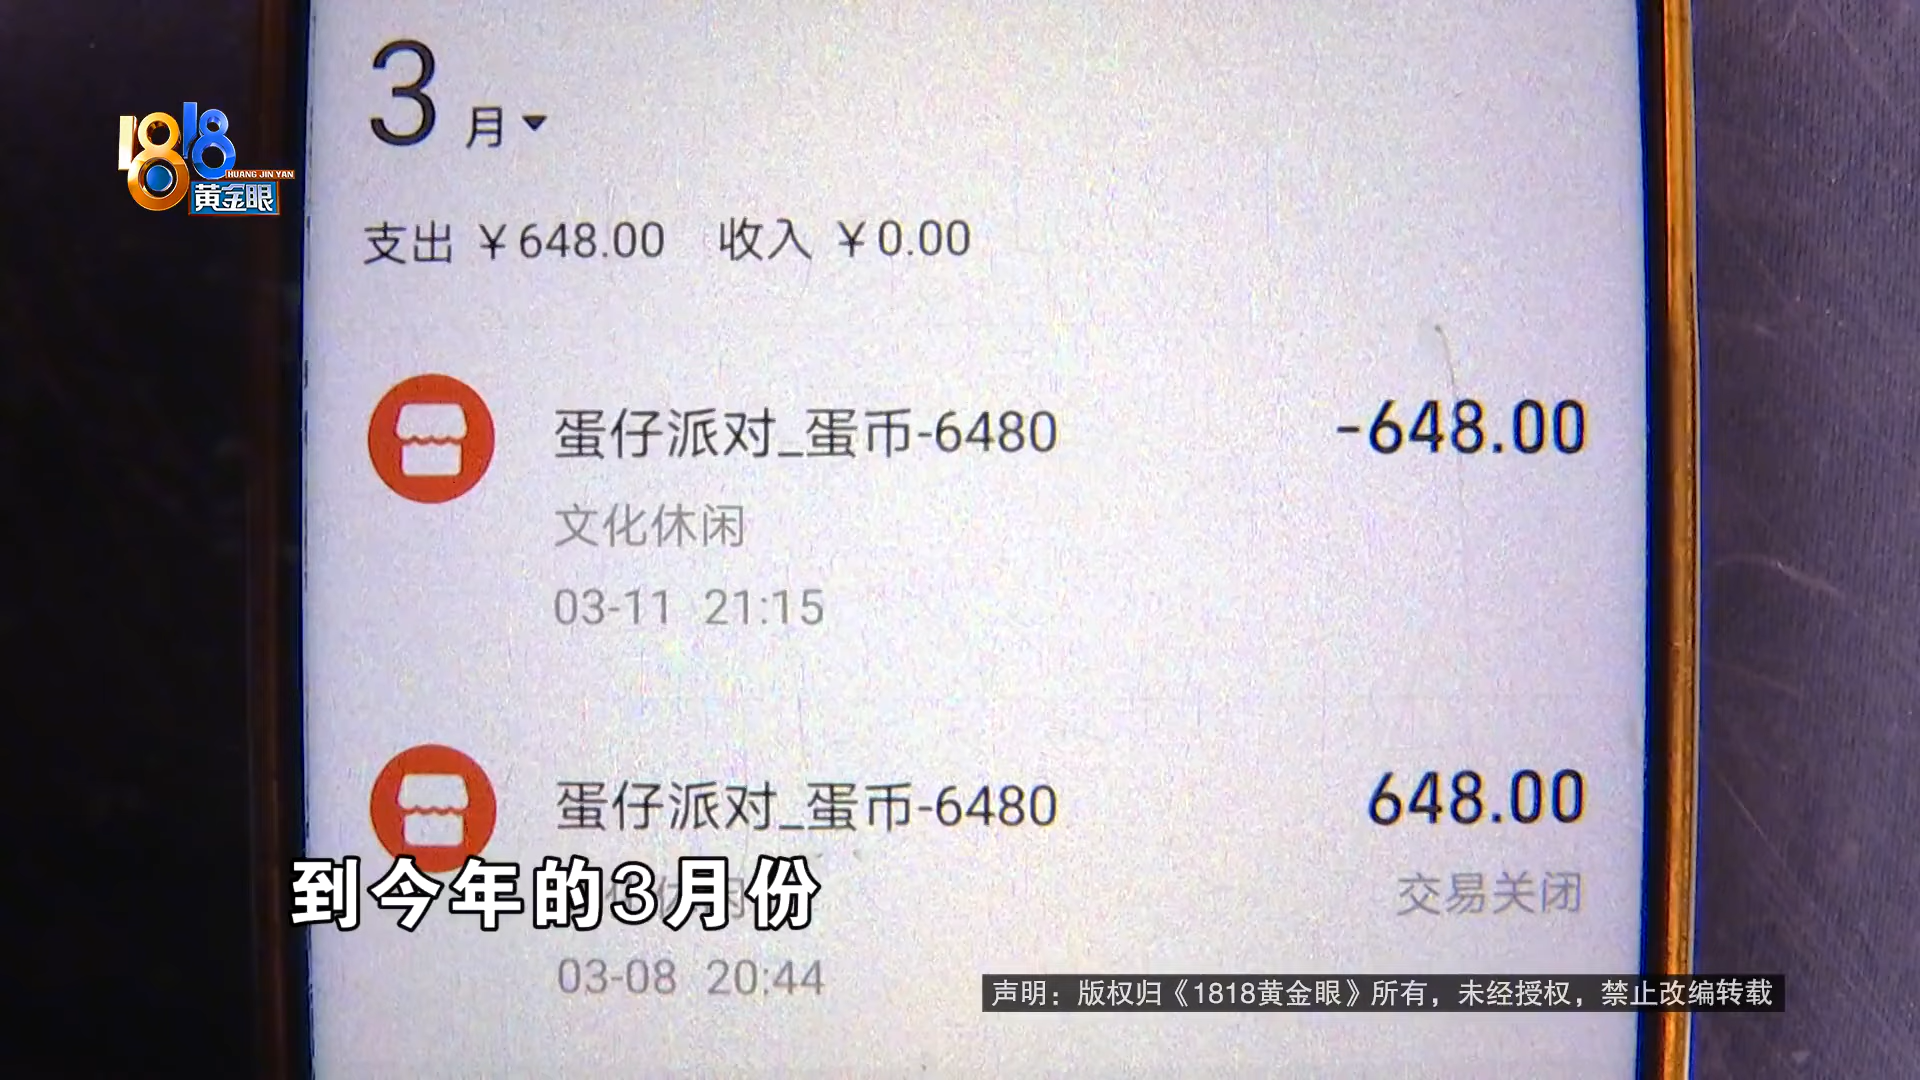 3月
1818
HUANG JIN YAN
黄金眼
支出 ¥648.00 收入 ¥0.00
蛋仔派对_蛋币-6480 -648.00
文化休闲
03-11 21:15
蛋仔派对_蛋币-6480 648.00
交易关闭
到今年的3月份
03-08 20:44
声明：版权归《1818黄金眼》所有，未经授权，禁止改编转载